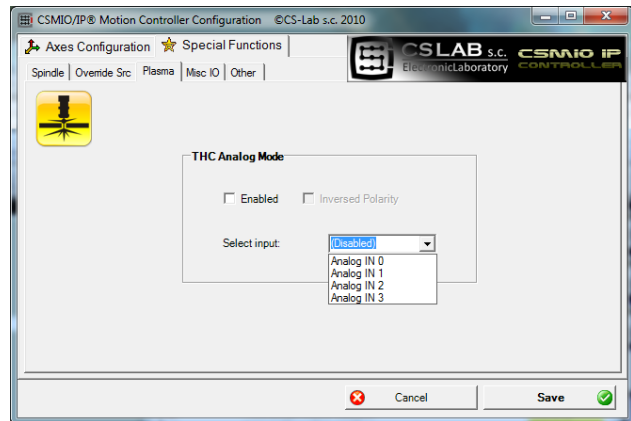 CSMIO/IP® Motion Controller Configuration ©CS-Lab s.c. 2010
Axes Configuration Special Functions
CSLAB s.c.
ElectronicLaboratory
CSMIO IP
CONTROLLER
Spindle Override Src Plasma Misc IO Other
THC Analog Mode
Enabled Inversed Polarity
Select input: (Disabled)
Analog IN 0
Analog IN 1
Analog IN 2
Analog IN 3
Cancel Save